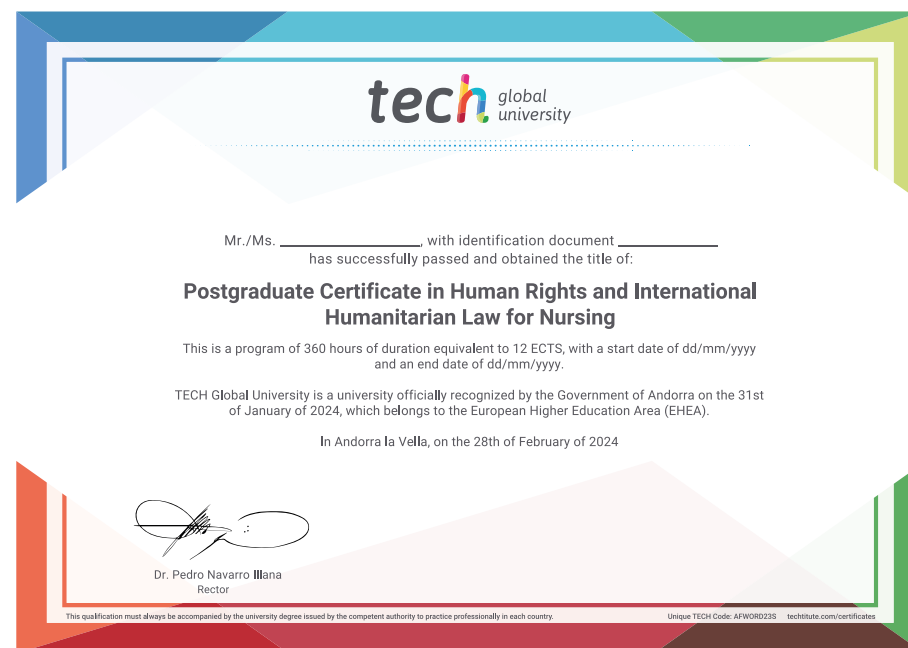 tech global university
Mr./Ms. ____________, with identification document ____________
has successfully passed and obtained the title of:
Postgraduate Certificate in Human Rights and International
Humanitarian Law for Nursing
This is a program of 360 hours of duration equivalent to 12 ECTS, with a start date of dd/mm/yyyy
and an end date of dd/mm/yyyy.
TECH Global University is a university officially recognized by the Government of Andorra on the 31st
of January of 2024, which belongs to the European Higher Education Area (EHEA).
In Andorra la Vella, on the 28th of February of 2024
Dr. Pedro Navarro Illana
Rector
This qualification must always be accompanied by the university degree issued by the competent authority to practice professionally in each country. Unique TECH Code: AFWORD23S techtitute.com/certificates